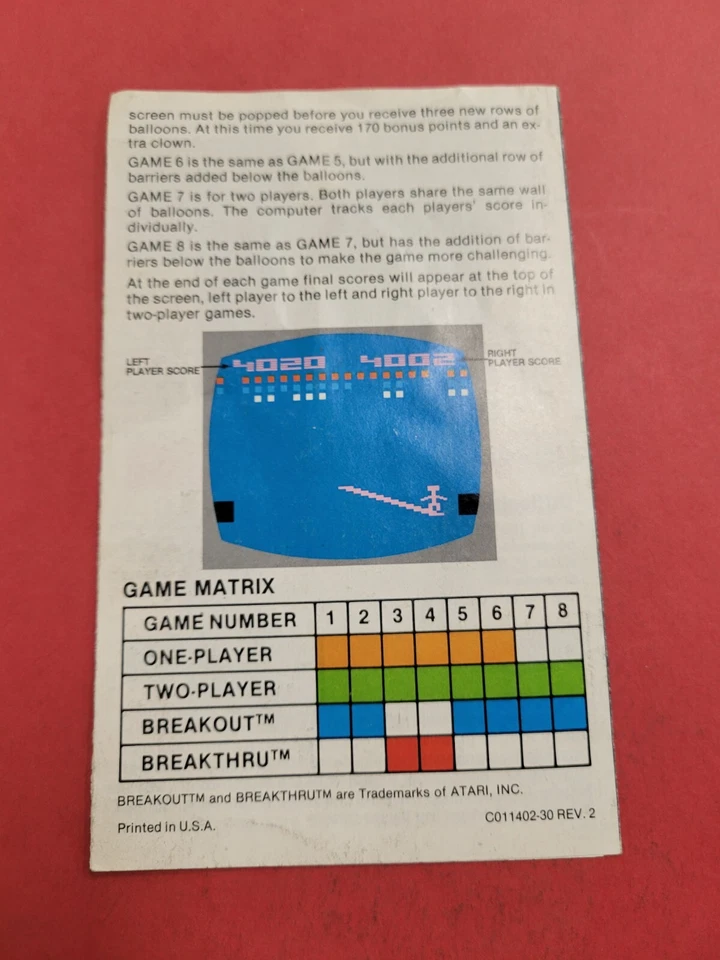 screen must be popped before you receive three new rows of
balloons. At this time you receive 170 bonus points and an ex-
tra clown.
GAME 6 is the same as GAME 5, but with the additional row of
barriers added below the balloons.
GAME 7 is for two players. Both players share the same wall
of balloons. The computer tracks each players' score in-
dividually.
GAME 8 is the same as GAME 7, but has the addition of bar-
riers below the balloons to make the game more challenging.
At the end of each game final scores will appear at the top of
the screen, left player to the left and right player to the right in
two-player games.
LEFT
PLAYER SCORE
4020 4002
RIGHT
PLAYER SCORE
GAME MATRIX
GAME NUMBER 1 2 3 4 5 6 7 8
ONE-PLAYER
TWO-PLAYER
BREAKOUT™
BREAKTHRU™
BREAKOUT™ and BREAKTHRU™ are Trademarks of ATARI, INC.
Printed in U.S.A.
C011402-30 REV. 2